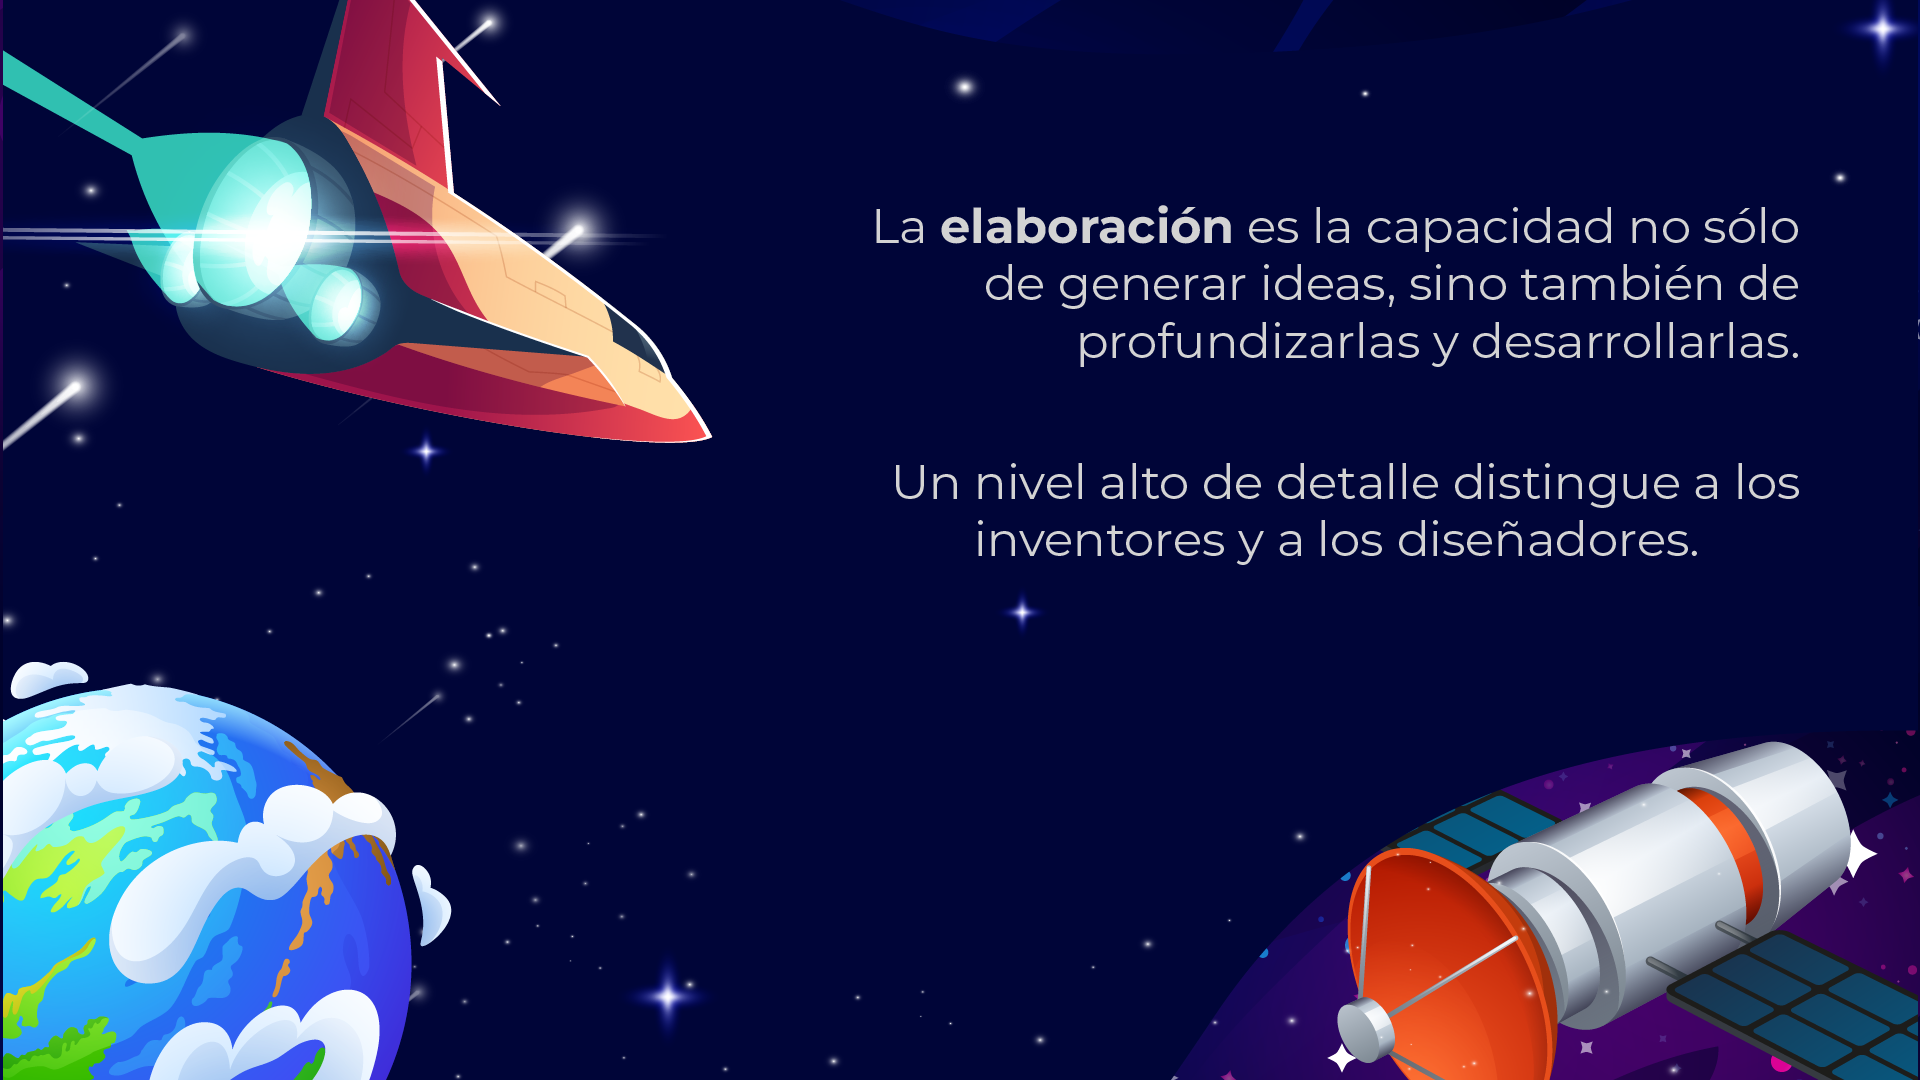 La elaboración es la capacidad no sólo
de generar ideas, sino también de
profundizarlas y desarrollarlas.
Un nivel alto de detalle distingue a los
inventores y a los diseñadores.